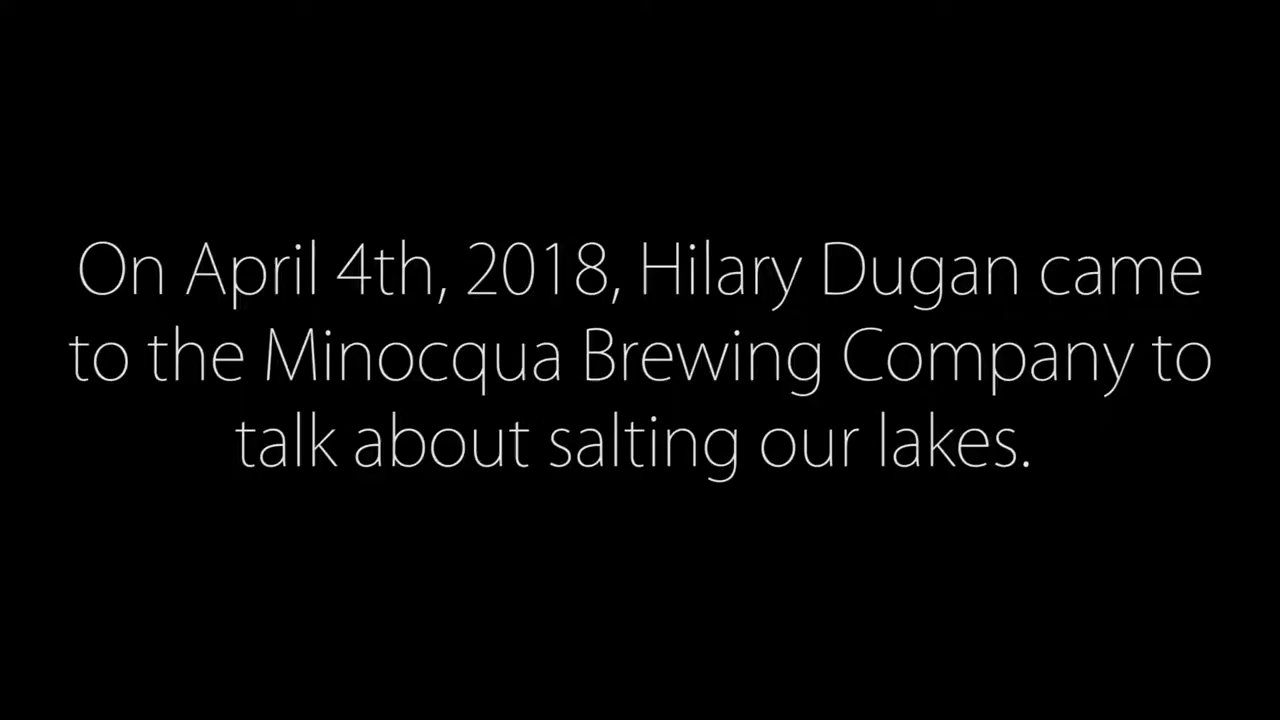 On April 4th, 2018, Hilary Dugan came
to the Minocqua Brewing Company to
talk about salting our lakes.